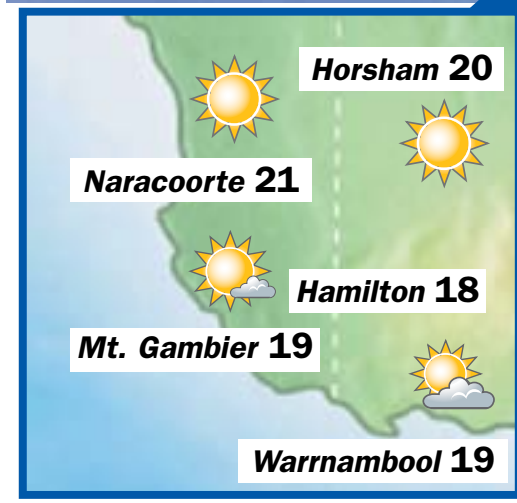 Horsham 20
Naracoorte 21
Hamilton 18
Mt. Gambier 19
Warrnambool 19